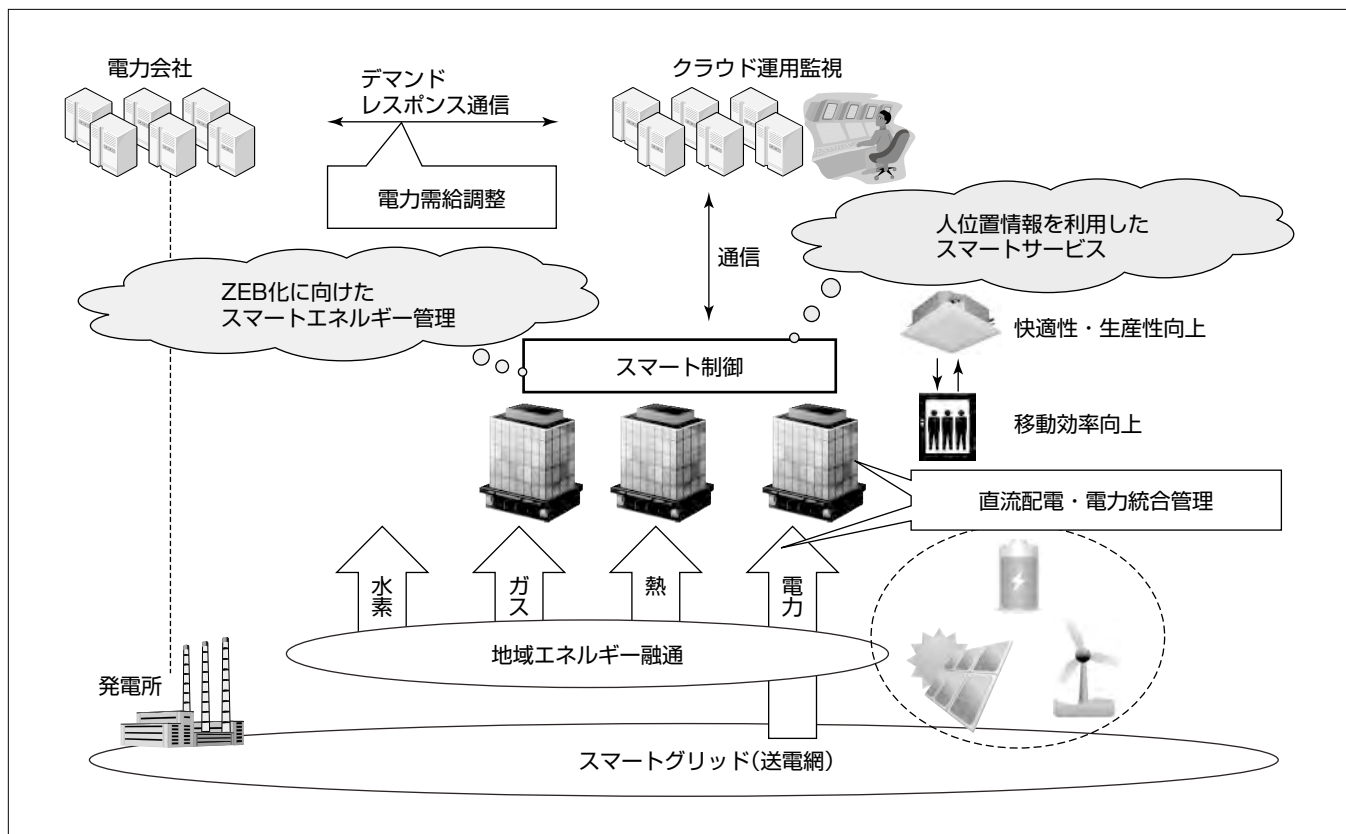 電力会社
デマンド
レスポンス通信
クラウド運用監視
電力需給調整
人位置情報を利用した
スマートサービス
通信
ZEB化に向けた
スマートエネルギー管理
快適性・生産性向上
スマート制御
移動効率向上
直流配電・電力統合管理
水素
ガス
熱
電力
地域エネルギー融通
発電所
スマートグリッド(送電網)